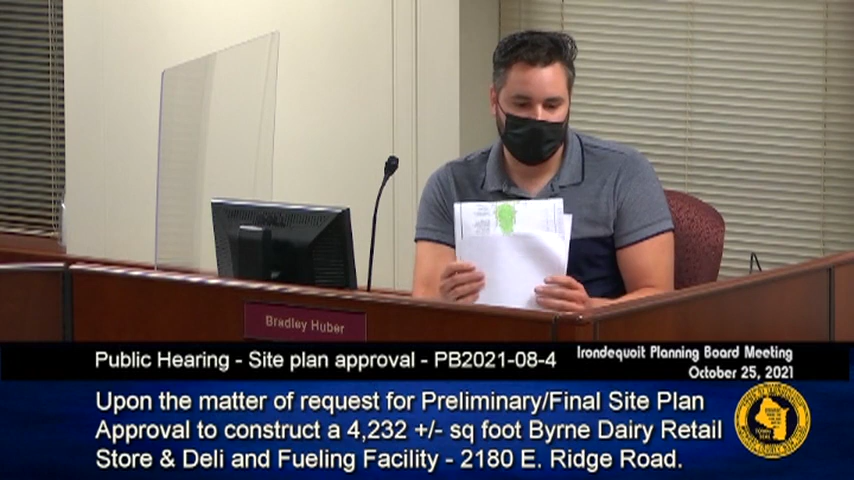 Bradley Huber
Public Hearing - Site plan approval - PB2021-08-4
Irondequoit Planning Board Meeting
October 25, 2021
Upon the matter of request for Preliminary/Final Site Plan
Approval to construct a 4,232 +/- sq foot Byrne Dairy Retail
Store & Deli and Fueling Facility - 2180 E. Ridge Road.